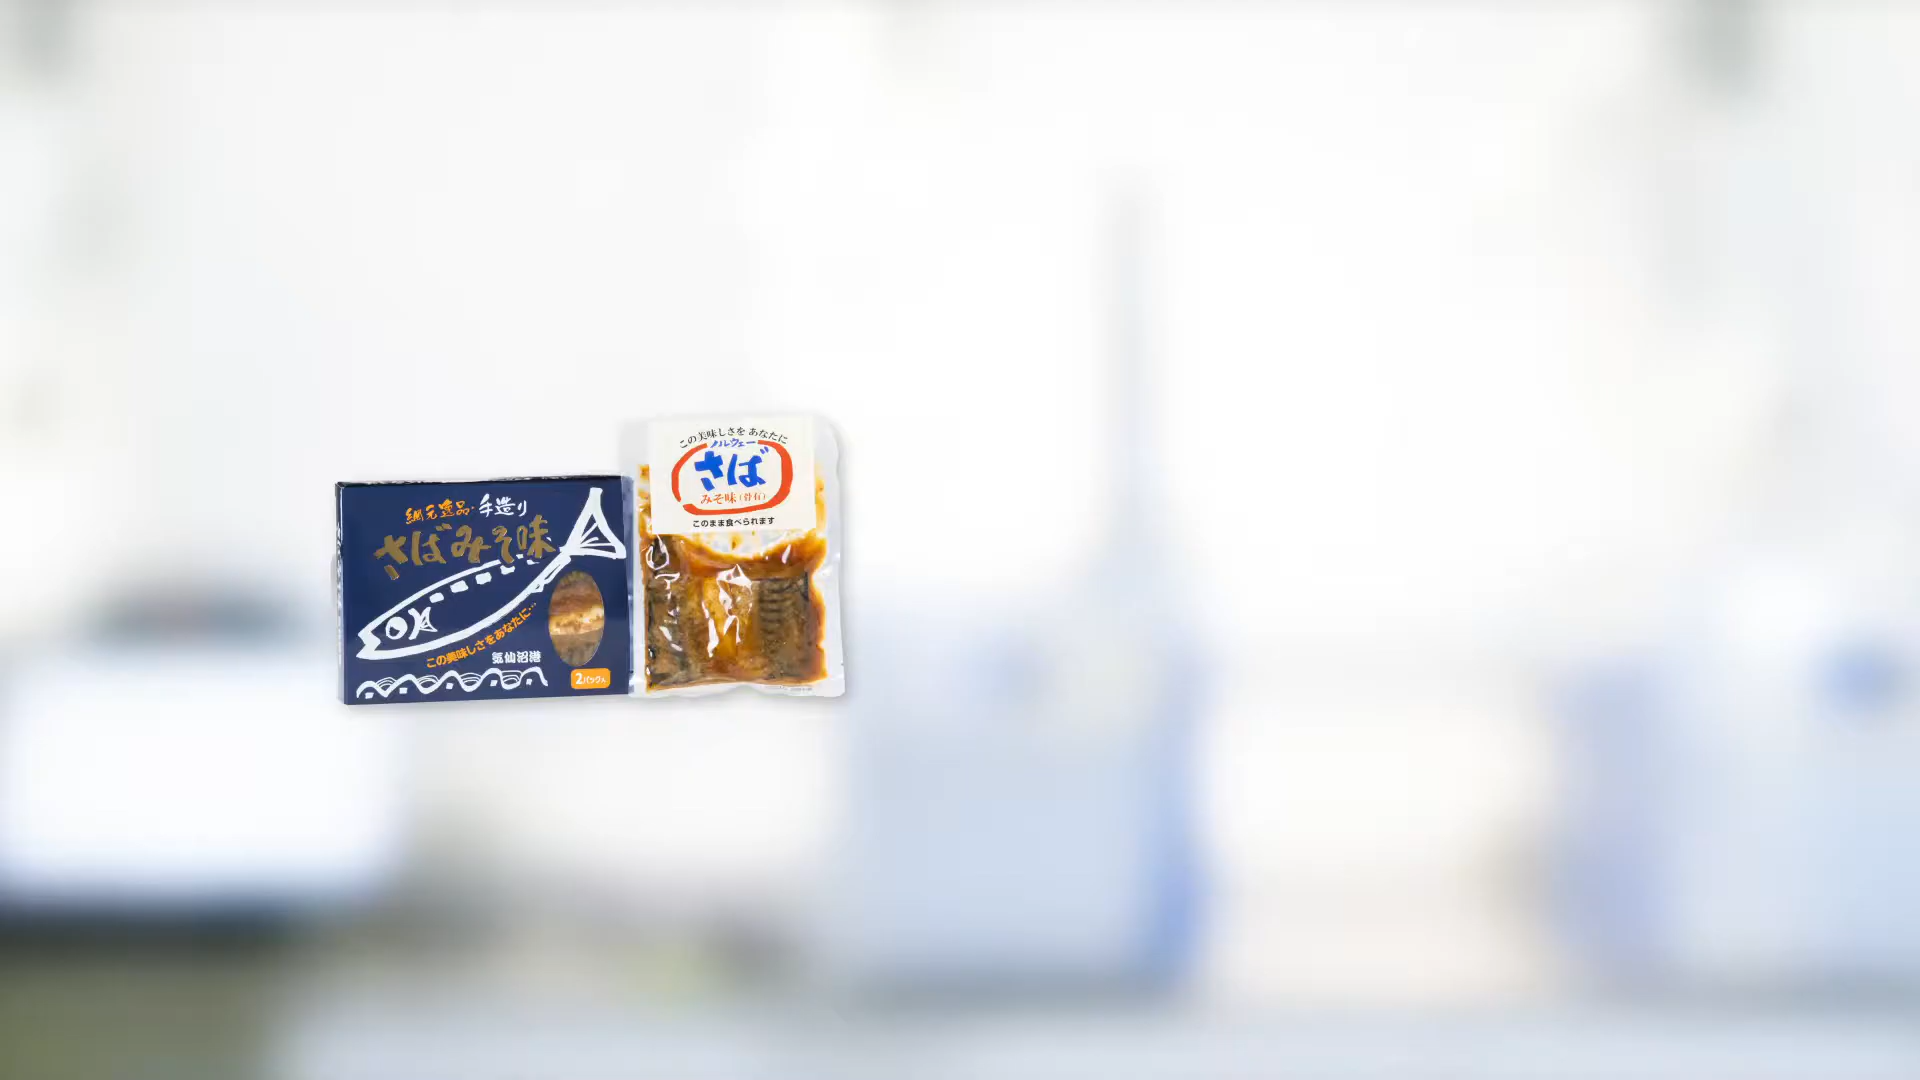 網元逸品・手造り
さばみそ味
この美味しさをあなたに…
気仙沼港
2パック入
この美味しさを あなたに
ノルウェー
さば
みそ味(骨有)
このまま食べられます